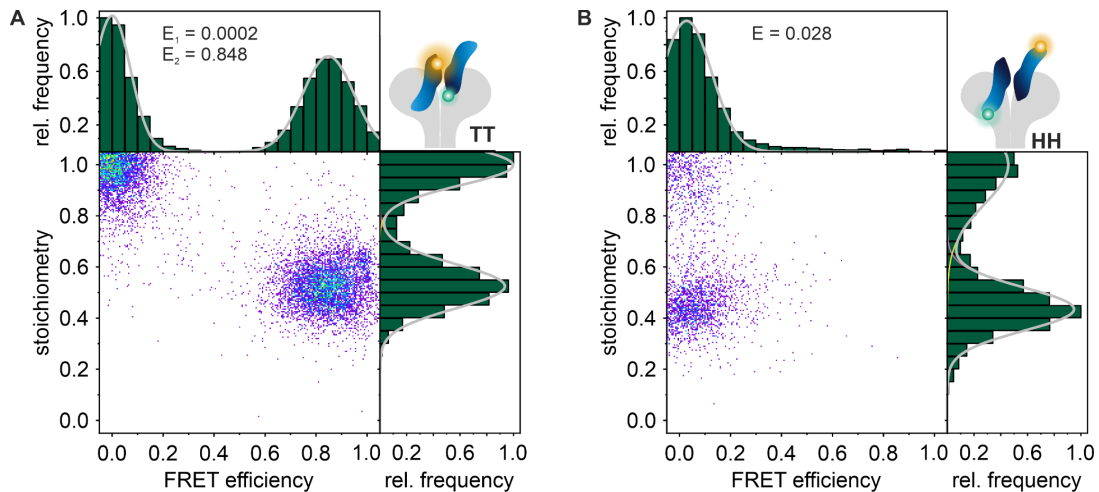 A
rel. frequency
1.0
0.6
0.2
E1 = 0.0002
E2 = 0.848
TT
stoichiometry
1.0
0.8
0.6
0.4
0.2
0.0
0.0 0.2 0.4 0.6 0.8 1.0
FRET efficiency
0.2 0.6 1.0
rel. frequency
B
rel. frequency
1.0
0.6
0.2
E = 0.028
HH
stoichiometry
1.0
0.8
0.6
0.4
0.2
0.0
0.0 0.2 0.4 0.6 0.8 1.0
FRET efficiency
0.2 0.6 1.0
rel. frequency